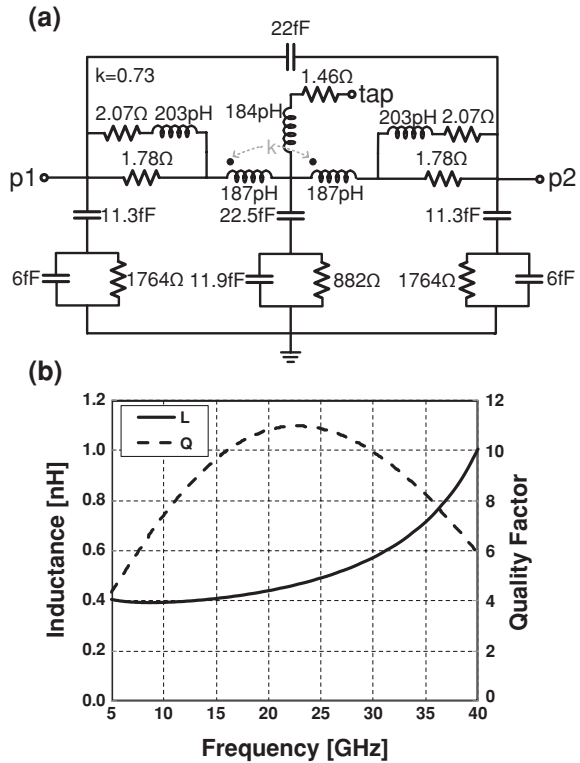 (a)
22fF
k=0.73
1.46Ω
tap
2.07Ω
203pH
184pH
203pH
2.07Ω
k
1.78Ω
1.78Ω
p1
187pH
187pH
p2
11.3fF
22.5fF
11.3fF
6fF
1764Ω
11.9fF
882Ω
1764Ω
6fF
(b)
1.2
1.0
0.8
0.6
0.4
0.2
0.0
Inductance [nH]
L
Q
12
10
8
6
4
2
0
Quality Factor
5 10 15 20 25 30 35 40
Frequency [GHz]